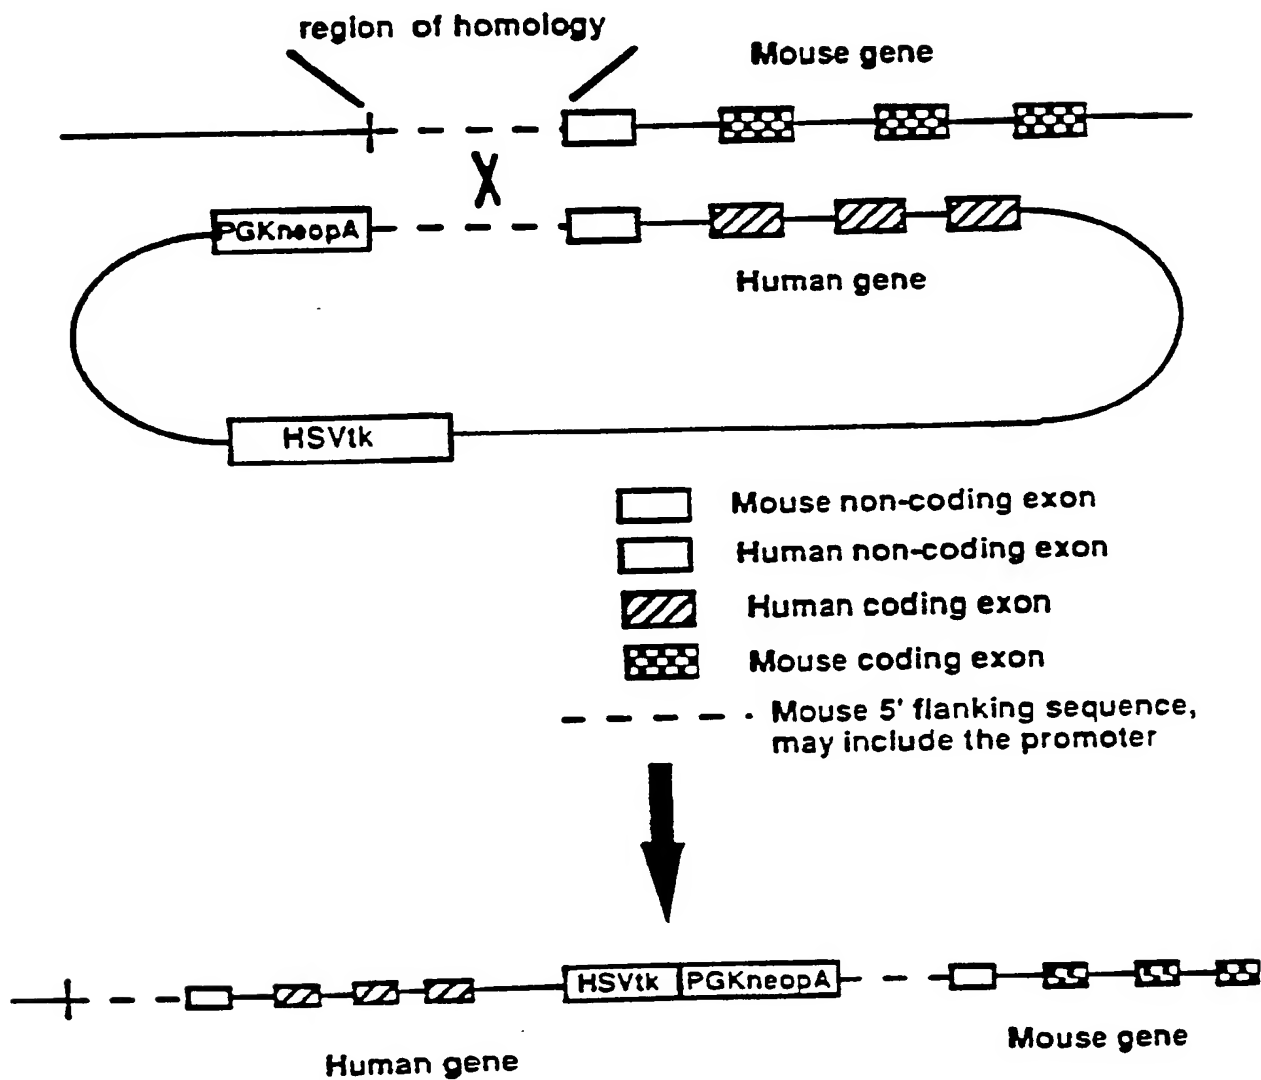 region of homology
Mouse gene
PGKneopA
Human gene
HSVtk
Mouse non-coding exon
Human non-coding exon
Human coding exon
Mouse coding exon
Mouse 5' flanking sequence,
may include the promoter
HSVtk PGKneopA
Human gene
Mouse gene